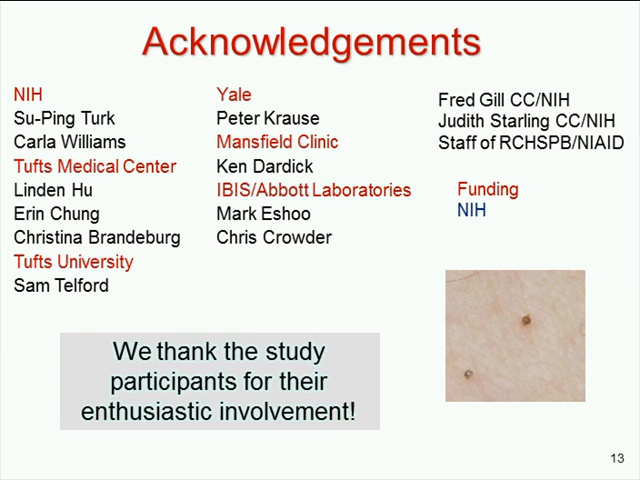 Acknowledgements
NIH
Su-Ping Turk
Carla Williams
Tufts Medical Center
Linden Hu
Erin Chung
Christina Brandeburg
Tufts University
Sam Telford
Yale
Peter Krause
Mansfield Clinic
Ken Dardick
IBIS/Abbott Laboratories
Mark Eshoo
Chris Crowder
Fred Gill CC/NIH
Judith Starling CC/NIH
Staff of RCHSPB/NIAID
Funding
NIH
We thank the study
participants for their
enthusiastic involvement!
13